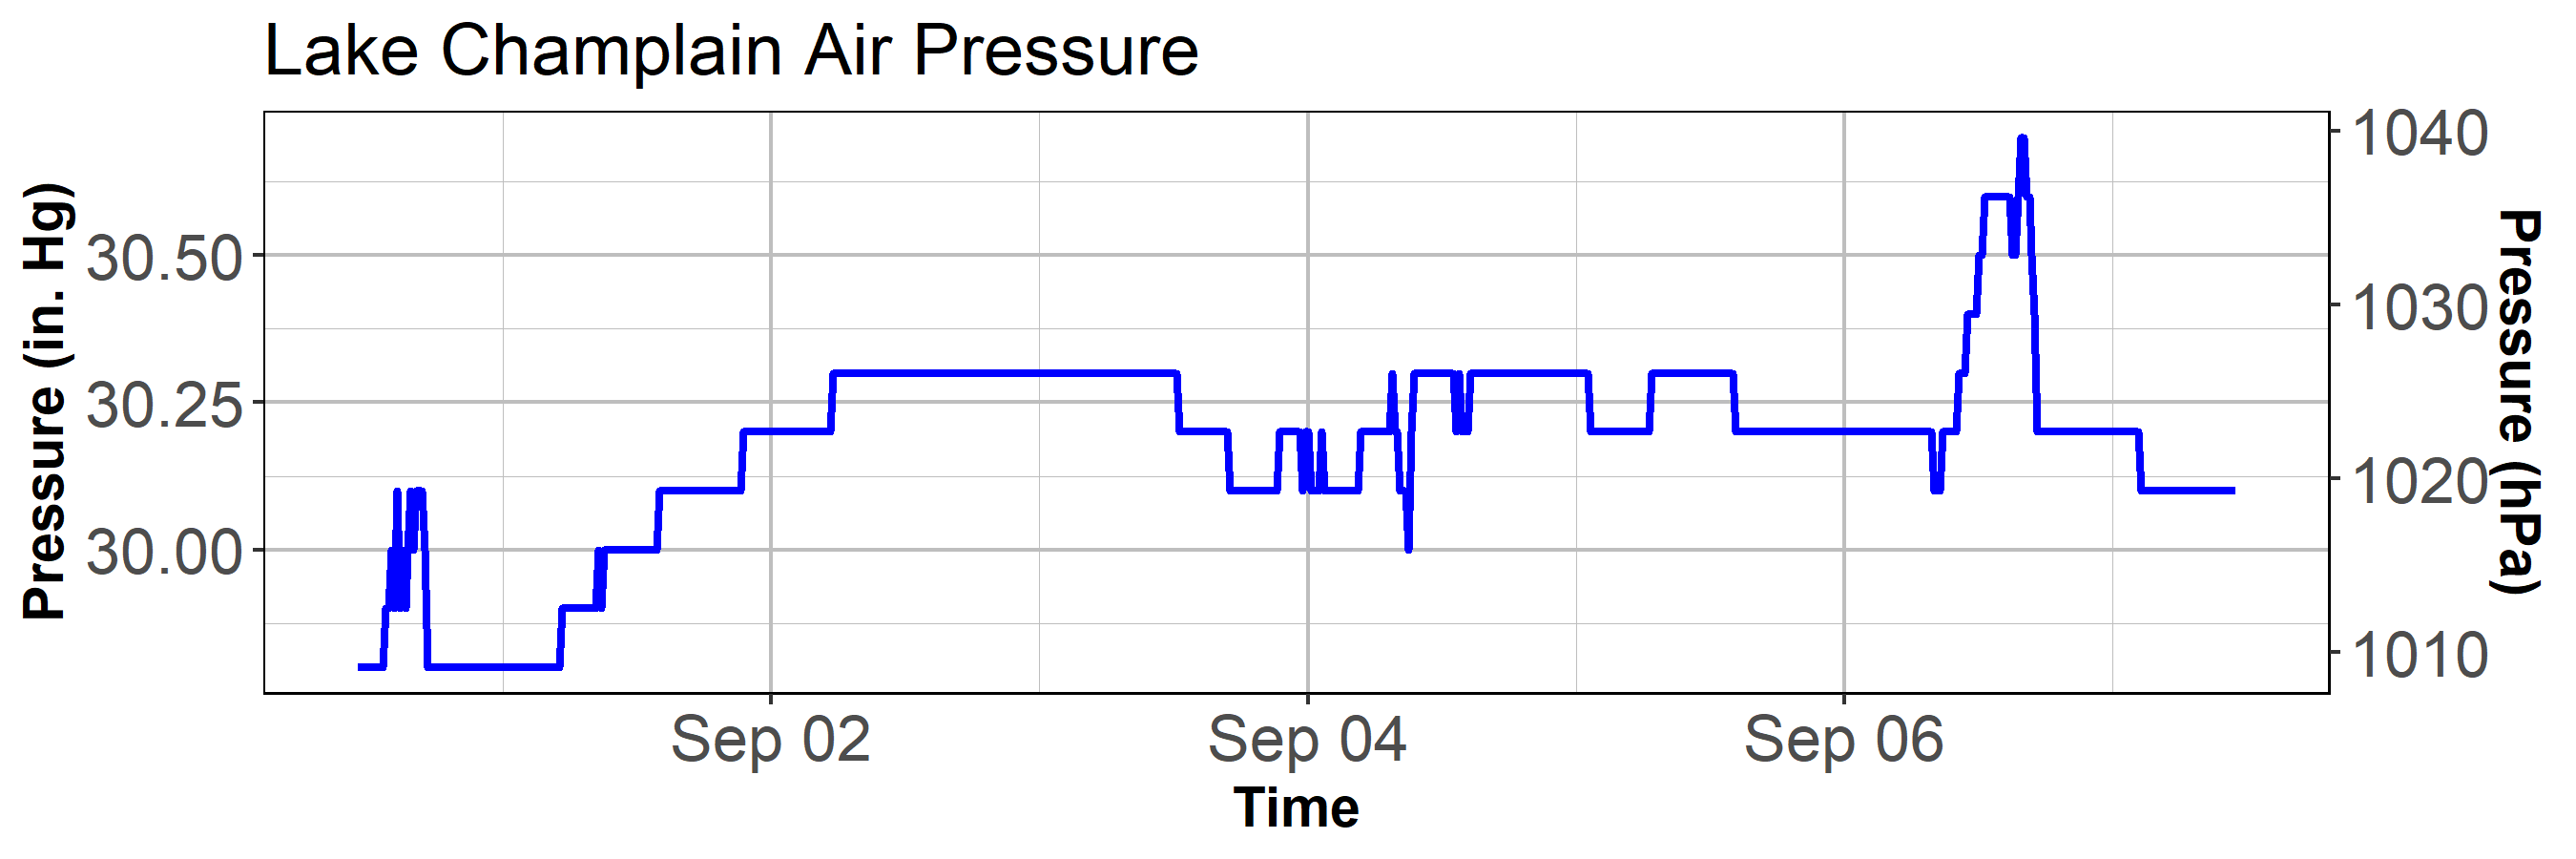 Lake Champlain Air Pressure
Pressure (in. Hg)
30.50
30.25
30.00
1040
1030
1020
1010
Pressure (hPa)
Sep 02
Sep 04
Sep 06
Time